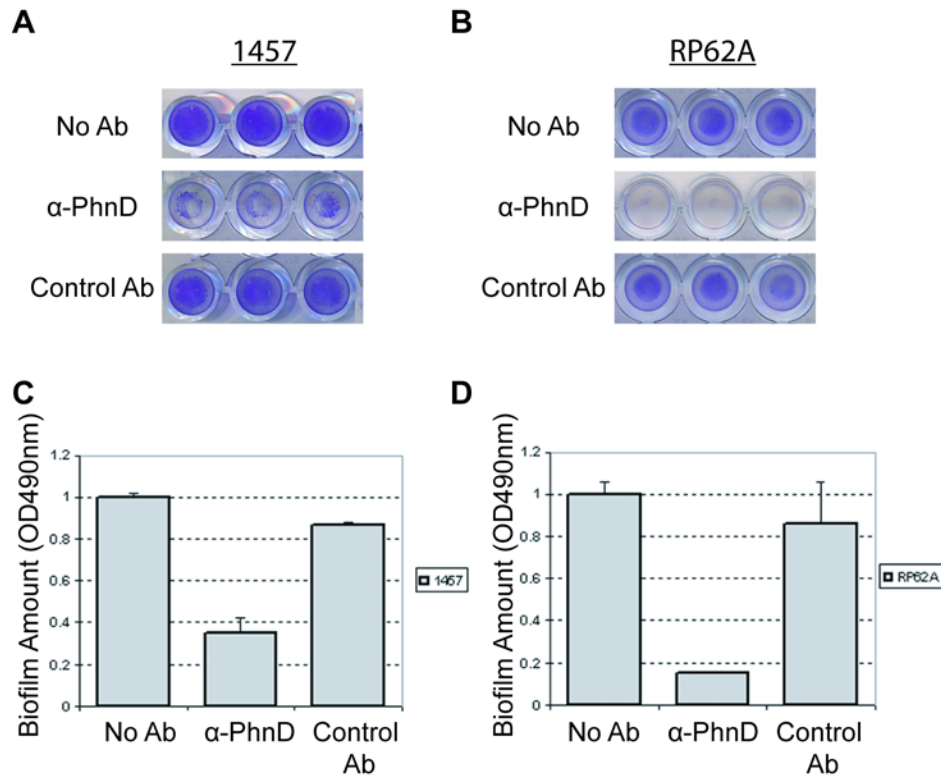 A
1457
No Ab
α-PhnD
Control Ab
B
RP62A
No Ab
α-PhnD
Control Ab
C
Biofilm Amount (OD490nm)
1.2
1
0.8
0.6
0.4
0.2
0
No Ab
α-PhnD
Control
Ab
1457
D
Biofilm Amount (OD490nm)
1.2
1
0.8
0.6
0.4
0.2
0
No Ab
α-PhnD
Control
Ab
RP62A